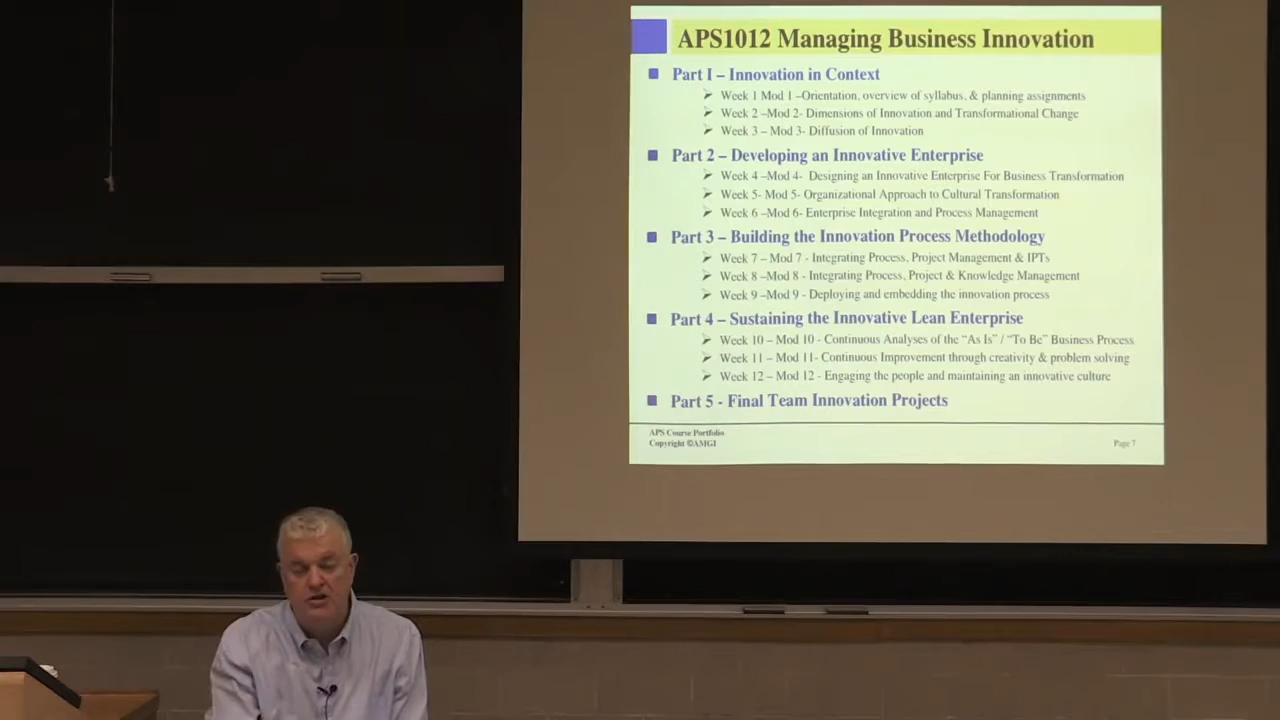 APS1012 Managing Business Innovation
Part I – Innovation in Context
Week 1 Mod 1 –Orientation, overview of syllabus, & planning assignments
Week 2 –Mod 2- Dimensions of Innovation and Transformational Change
Week 3 – Mod 3- Diffusion of Innovation
Part 2 – Developing an Innovative Enterprise
Week 4 –Mod 4- Designing an Innovative Enterprise For Business Transformation
Week 5- Mod 5- Organizational Approach to Cultural Transformation
Week 6 –Mod 6- Enterprise Integration and Process Management
Part 3 – Building the Innovation Process Methodology
Week 7 – Mod 7 - Integrating Process, Project Management & IPTs
Week 8 –Mod 8 - Integrating Process, Project & Knowledge Management
Week 9 –Mod 9 - Deploying and embedding the innovation process
Part 4 – Sustaining the Innovative Lean Enterprise
Week 10 – Mod 10 - Continuous Analyses of the “As Is” / “To Be” Business Process
Week 11 – Mod 11- Continuous Improvement through creativity & problem solving
Week 12 – Mod 12 - Engaging the people and maintaining an innovative culture
Part 5 - Final Team Innovation Projects
APS Course Portfolio
Copyright ©AMGI
Page 7